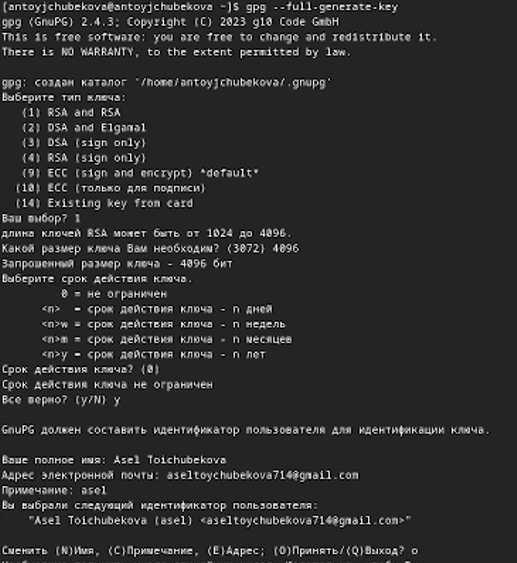 [antoyjchubekova@antoyjchubekova ~]$ gpg --full-generate-key
gpg (GnuPG) 2.4.3; Copyright (C) 2023 g10 Code GmbH
This is free software: you are free to change and redistribute it.
There is NO WARRANTY, to the extent permitted by law.
gpg: создан каталог '/home/antoyjchubekova/.gnupg'
Выберите тип ключа:
(1) RSA and RSA
(2) DSA and Elgamal
(3) DSA (sign only)
(4) RSA (sign only)
(9) ECC (sign and encrypt) *default*
(10) ECC (только для подписи)
(14) Existing key from card
Ваш выбор? 1
длина ключей RSA может быть от 1024 до 4096.
Какой размер ключа Вам необходим? (3072) 4096
Запрошенный размер ключа - 4096 бит
Выберите срок действия ключа.
0 = не ограничен
<n> = срок действия ключа - n дней
<n>w = срок действия ключа - n недель
<n>m = срок действия ключа - n месяцев
<n>y = срок действия ключа - n лет
Срок действия ключа? (0)
Срок действия ключа не ограничен
Все верно? (y/N) y
GnuPG должен составить идентификатор пользователя для идентификации ключа.
Ваше полное имя: Asel Toichubekova
Адрес электронной почты: aseltoychubekova714@gmail.com
Примечание: asel
Вы выбрали следующий идентификатор пользователя:
"Asel Toichubekova (asel) <aseltoychubekova714@gmail.com>"
Сменить (N)Имя, (C)Примечание, (E)Адрес; (O)Принять/(Q)Выход? o